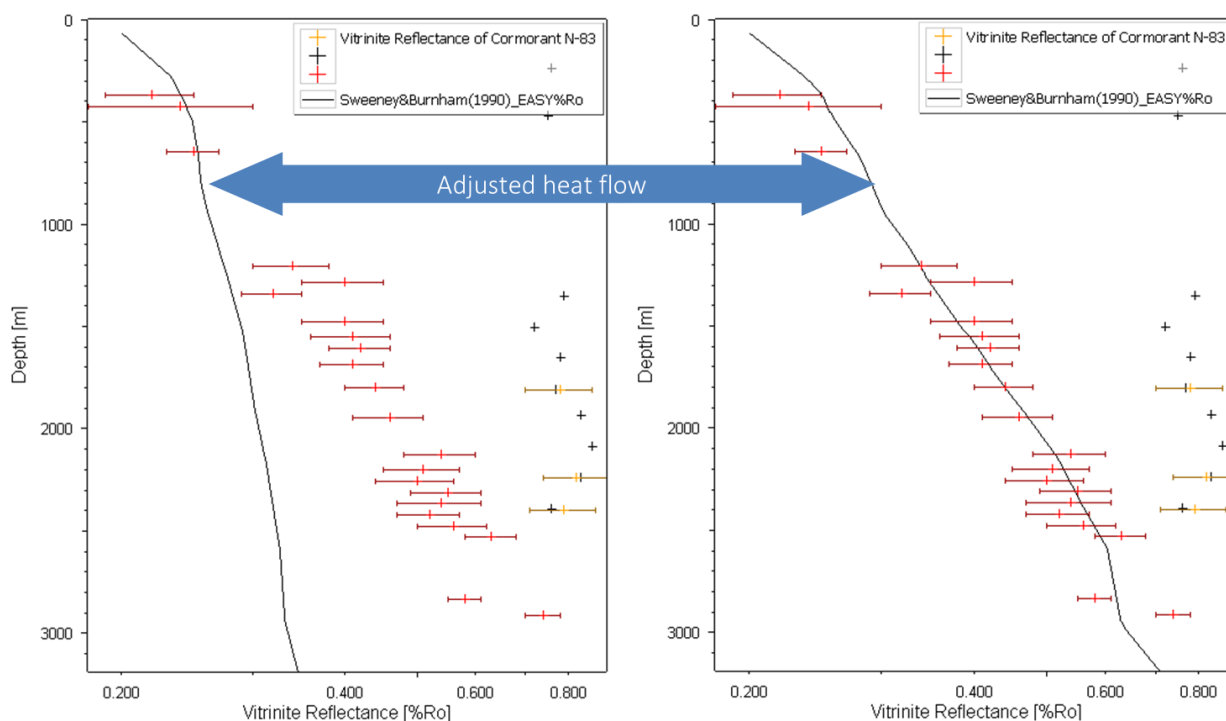 0
1000
2000
3000
Depth [m]
0.200
0.400
0.600
0.800
Vitrinite Reflectance [%Ro]
Vitrinite Reflectance of Cormorant N-83
Sweeney&Burnham(1990)_EASY%Ro
Adjusted heat flow
0
1000
2000
3000
Depth [m]
0.200
0.400
0.600
0.800
Vitrinite Reflectance [%Ro]
Vitrinite Reflectance of Cormorant N-83
Sweeney&Burnham(1990)_EASY%Ro